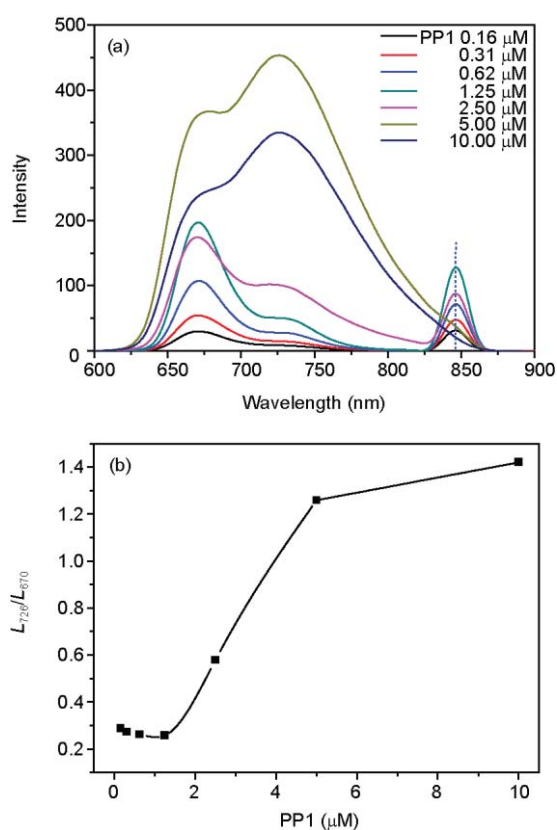 (a)
PP1 0.16 μM
0.31 μM
0.62 μM
1.25 μM
2.50 μM
5.00 μM
10.00 μM
500
400
300
200
100
0
Intensity
600 650 700 750 800 850 900
Wavelength (nm)
(b)
1.4
1.2
1.0
0.8
0.6
0.4
0.2
L726/L670
0 2 4 6 8 10
PP1 (μM)